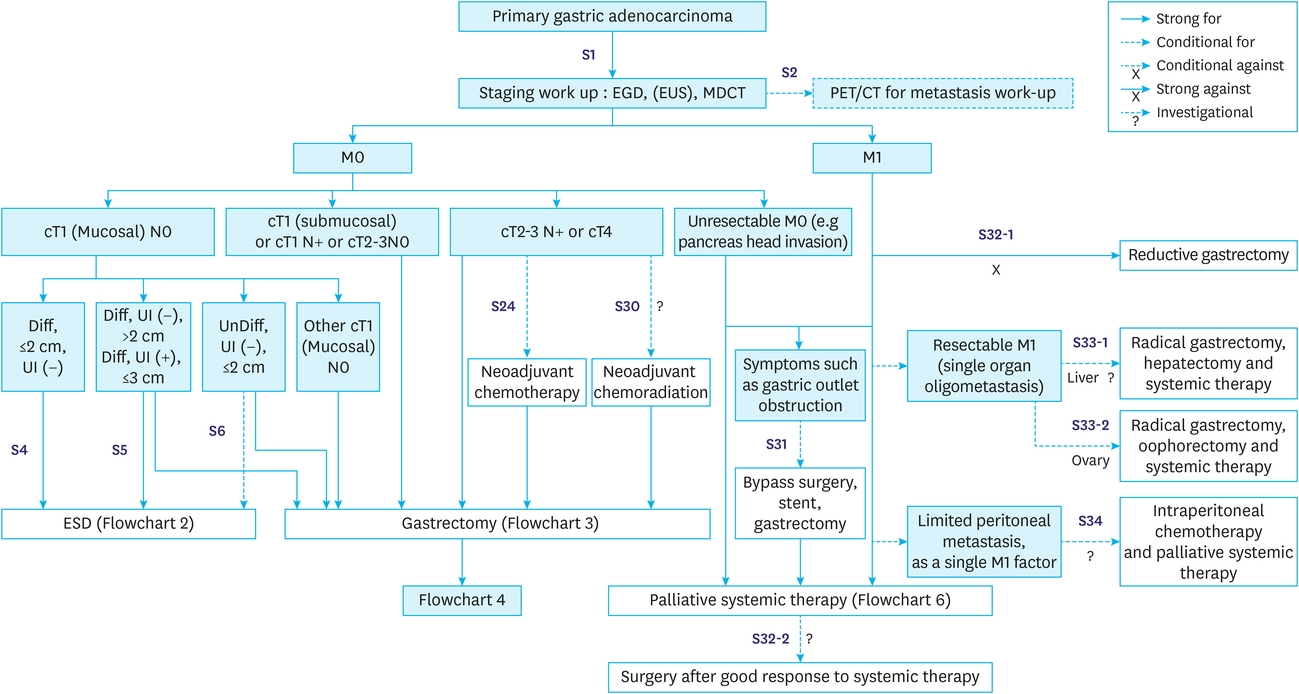 Primary gastric adenocarcinoma
Strong for
Conditional for
Conditional against
X
Strong against
X
Investigational
?
S1
S2
Staging work up : EGD, (EUS), MDCT
PET/CT for metastasis work-up
M0
M1
cT1 (Mucosal) N0
cT1 (submucosal)
or cT1 N+ or cT2-3N0
cT2-3 N+ or cT4
Unresectable M0 (e.g
pancreas head invasion)
S32-1
X
Reductive gastrectomy
Diff,
≤2 cm,
UI (−)
Diff, UI (−),
>2 cm
Diff, UI (+),
≤3 cm
UnDiff,
UI (−),
≤2 cm
Other cT1
(Mucosal)
N0
S24
S30
?
Neoadjuvant
chemotherapy
Neoadjuvant
chemoradiation
Symptoms such
as gastric outlet
obstruction
Resectable M1
(single organ
oligometastasis)
S33-1
Liver ?
Radical gastrectomy,
hepatectomy and
systemic therapy
S33-2
Ovary
Radical gastrectomy,
oophorectomy and
systemic therapy
S4
S5
S6
S31
Bypass surgery,
stent,
gastrectomy
ESD (Flowchart 2)
Gastrectomy (Flowchart 3)
Limited peritoneal
metastasis,
as a single M1 factor
S34
?
Intraperitoneal
chemotherapy
and palliative systemic
therapy
Flowchart 4
Palliative systemic therapy (Flowchart 6)
S32-2
?
Surgery after good response to systemic therapy